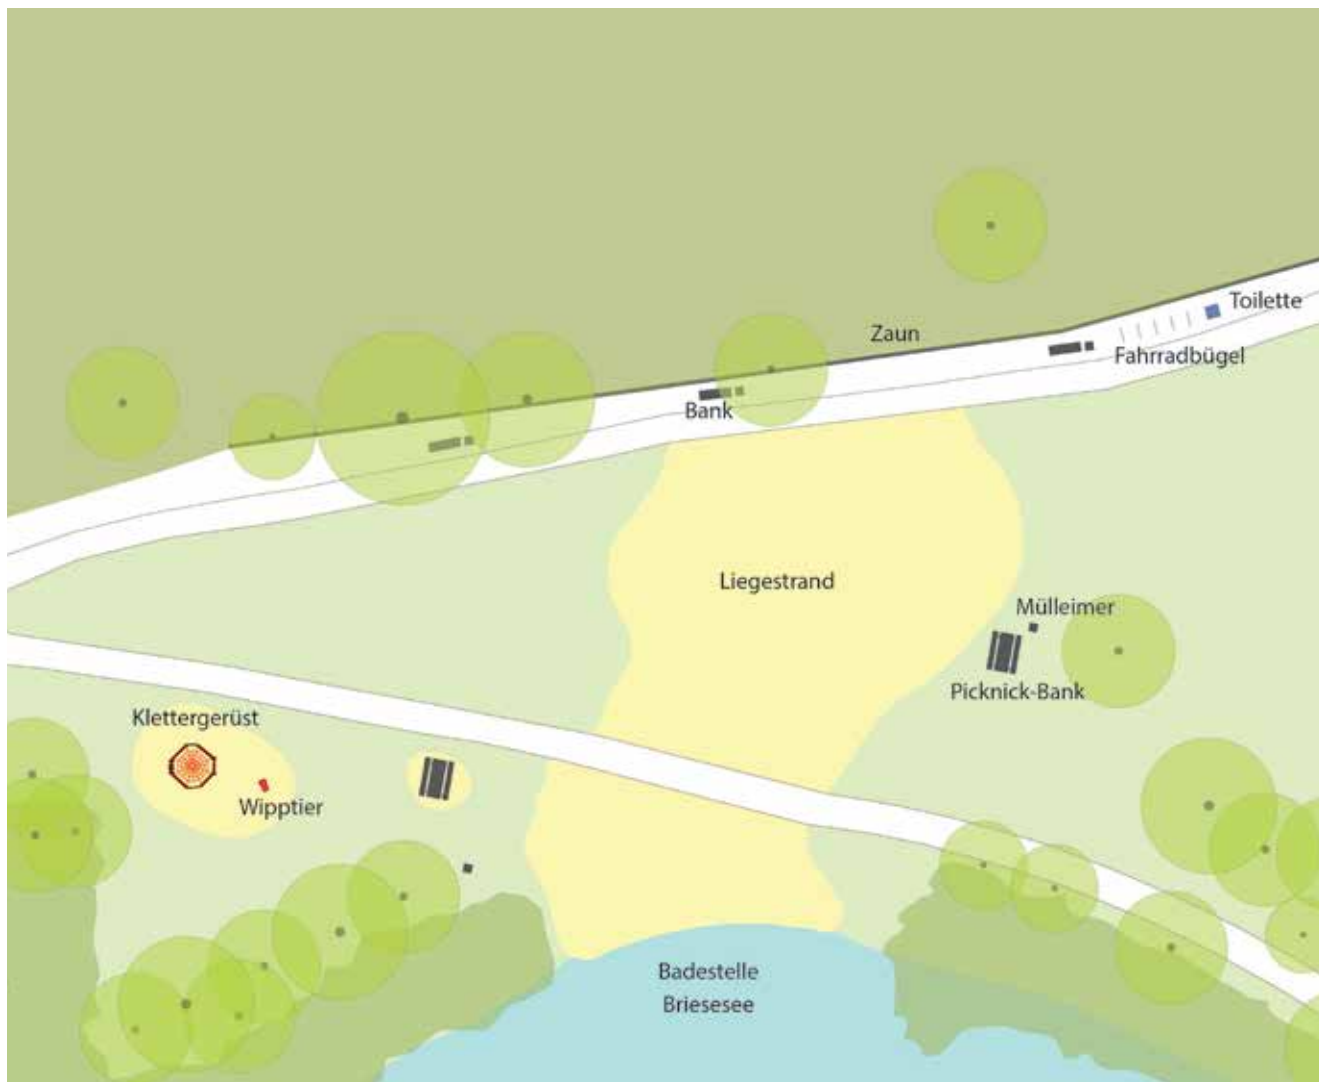 Toilette
Zaun
Fahrradbügel
Bank
Liegestrand
Mülleimer
Picknick-Bank
Klettergerüst
Wipptier
Badestelle
Briesesee